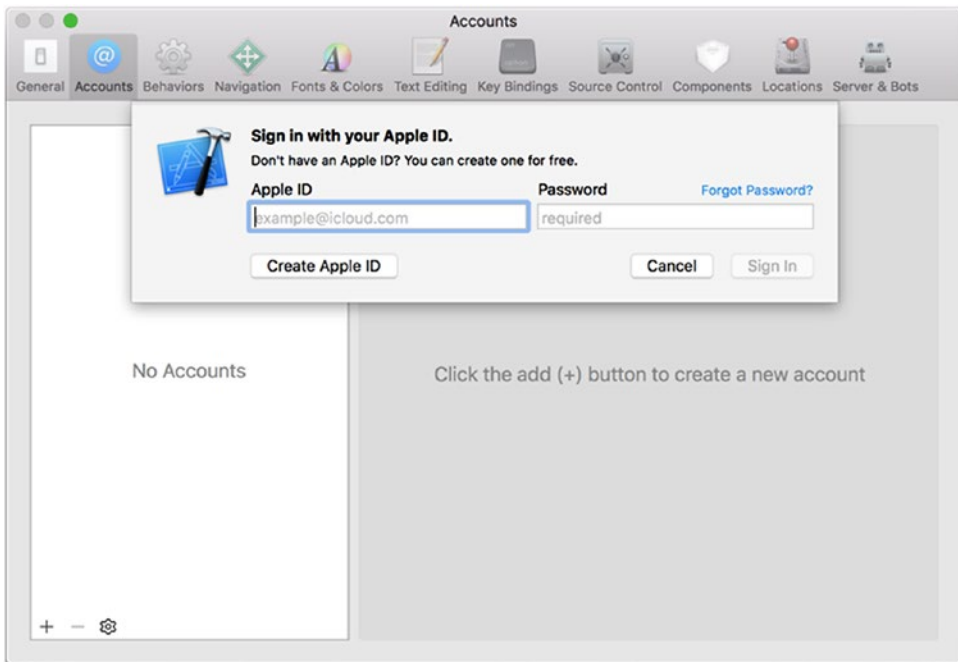 Accounts
General Accounts Behaviors Navigation Fonts & Colors Text Editing Key Bindings Source Control Components Locations Server & Bots
Sign in with your Apple ID.
Don't have an Apple ID? You can create one for free.
Apple ID Password Forgot Password?
example@icloud.com required
Create Apple ID Cancel Sign In
No Accounts Click the add (+) button to create a new account